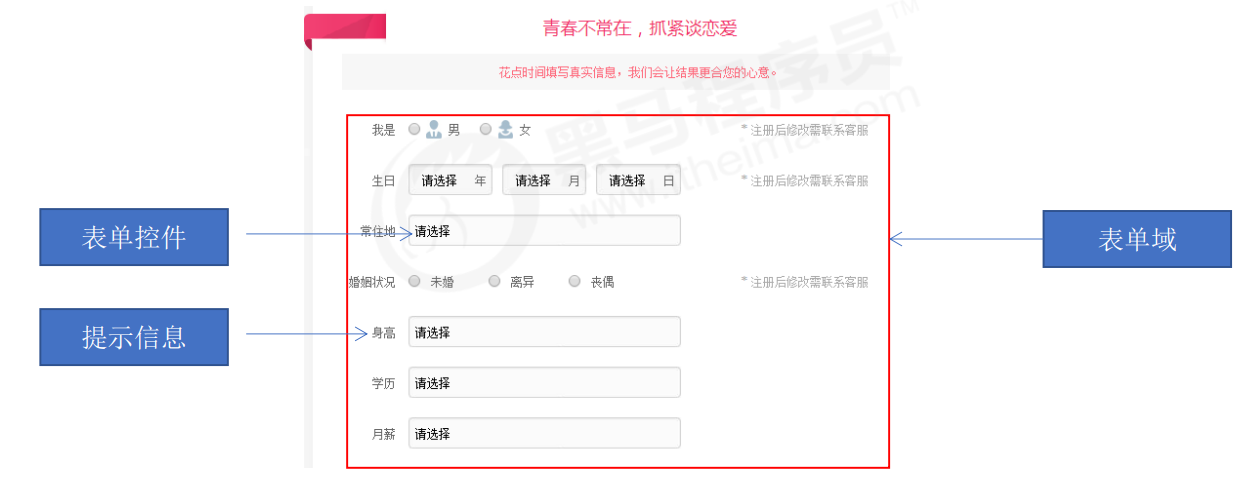 青春不常在，抓紧谈恋爱
花点时间填写真实信息，我们会让结果更合您的心意。
我是 男 女 *注册后修改需联系客服
生日 请选择 年 请选择 月 请选择 日 *注册后修改需联系客服
表单控件
常住地 请选择
表单域
婚姻状况 未婚 离异 丧偶 *注册后修改需联系客服
提示信息
身高 请选择
学历 请选择
月薪 请选择
黑马程序员TM
www.itheima.com